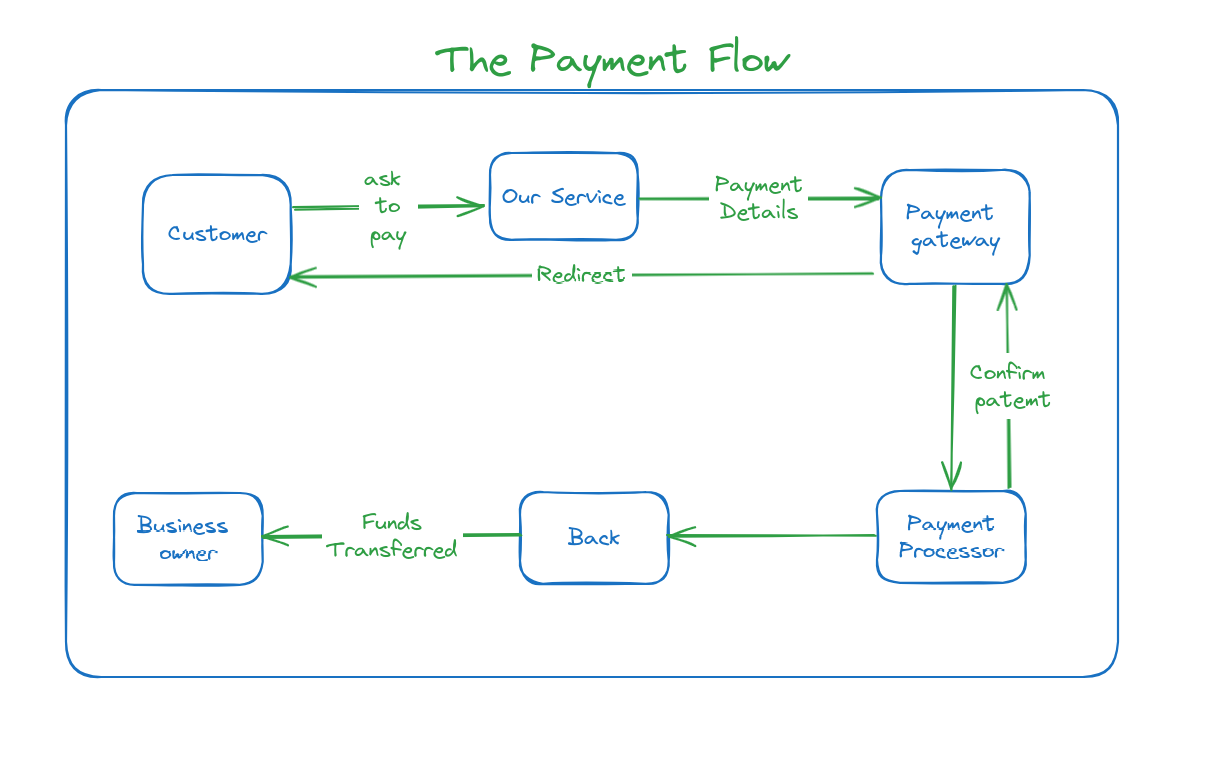 The Payment Flow
ask
to
pay
Customer
Our Service
Payment
Details
Payment
gateway
Redirect
Confirm
patemt
Business
owner
Funds
Transferred
Back
Payment
Processor